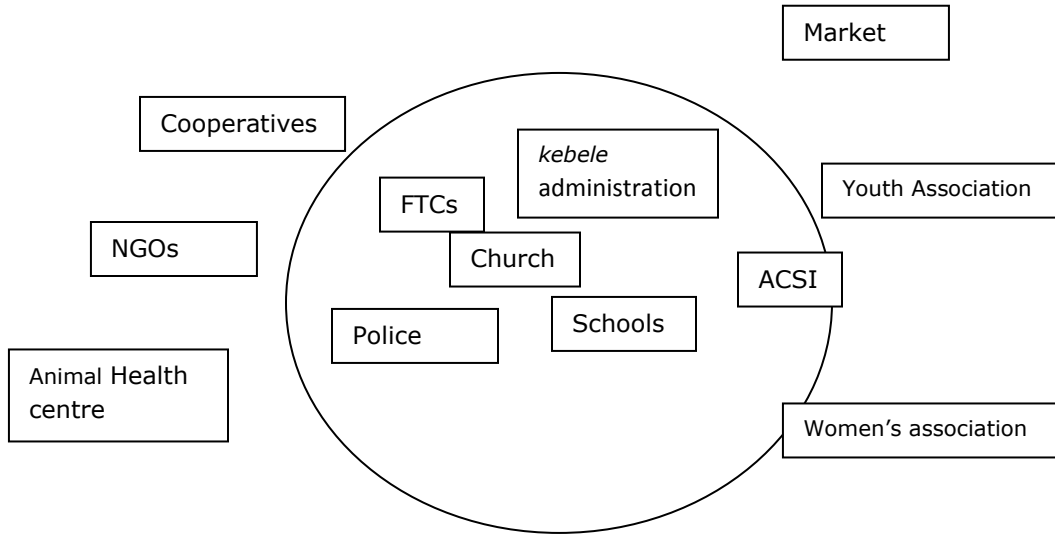 Market
Cooperatives
kebele
administration
Youth Association
FTCs
NGOs
Church
ACSI
Schools
Police
Animal Health
centre
Women’s association